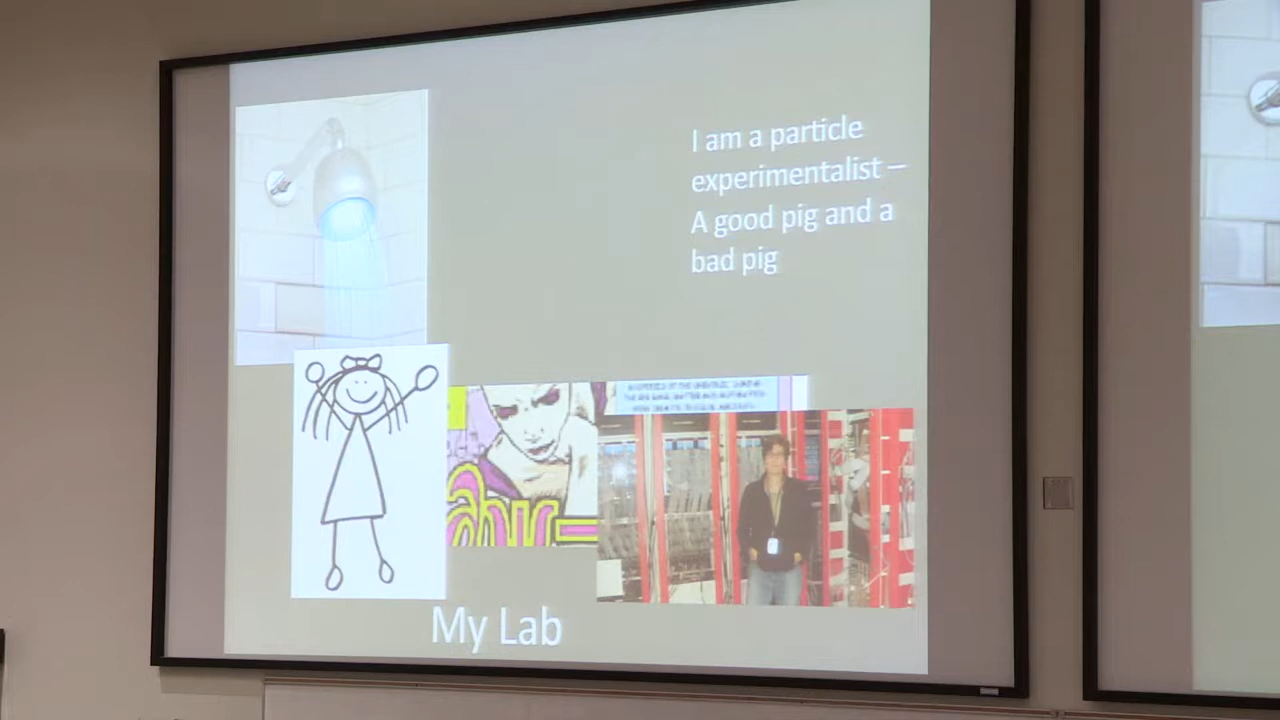 I am a particle
experimentalist –
A good pig and a
bad pig
My Lab